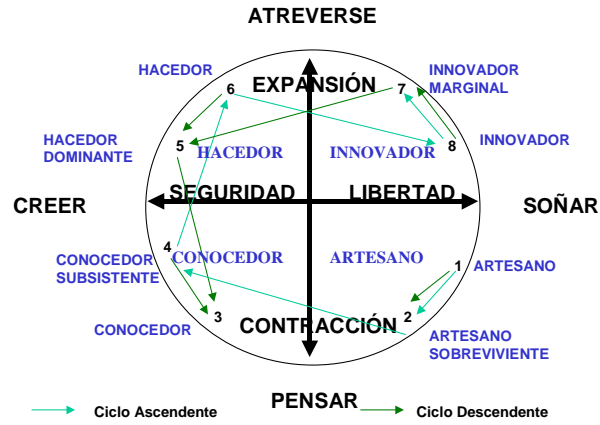 ATREVERSE
HACEDOR
6
EXPANSIÓN
7
INNOVADOR
MARGINAL
HACEDOR
DOMINANTE
5
HACEDOR
INNOVADOR
8
INNOVADOR
CREER
SEGURIDAD
LIBERTAD
SOÑAR
CONOCEDOR
SUBSISTENTE
4
CONOCEDOR
ARTESANO
1
ARTESANO
CONOCEDOR
3
CONTRACCIÓN
2
ARTESANO
SOBREVIVIENTE
PENSAR
Ciclo Ascendente
Ciclo Descendente